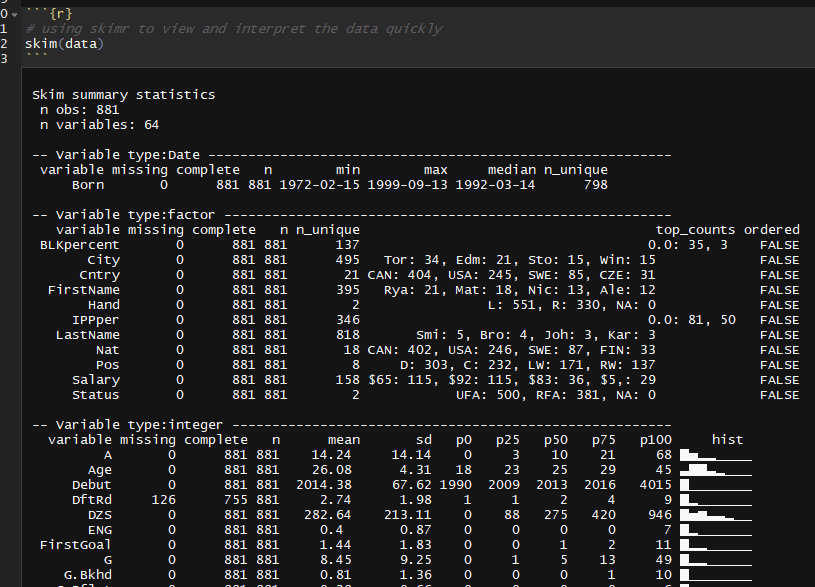 0 ```{r}
1 # using skimr to view and interpret the data quickly
2 skim(data)
3 ```
Skim summary statistics
n obs: 881
n variables: 64
-- Variable type:Date ----------------------------------------------------------
variable missing complete n min max median n_unique
Born 0 881 881 1972-02-15 1999-09-13 1992-03-14 798
-- Variable type:factor --------------------------------------------------------
variable missing complete n n_unique top_counts ordered
BLKpercent 0 881 881 137 0.0: 35, 3 FALSE
City 0 881 881 495 Tor: 34, Edm: 21, Sto: 15, Win: 15 FALSE
Cntry 0 881 881 21 CAN: 404, USA: 245, SWE: 85, CZE: 31 FALSE
FirstName 0 881 881 395 Rya: 21, Mat: 18, Nic: 13, Ale: 12 FALSE
Hand 0 881 881 2 L: 551, R: 330, NA: 0 FALSE
IPPper 0 881 881 346 0.0: 81, 50 FALSE
LastName 0 881 881 818 Smi: 5, Bro: 4, Joh: 3, Kar: 3 FALSE
Nat 0 881 881 18 CAN: 402, USA: 246, SWE: 87, FIN: 33 FALSE
Pos 0 881 881 8 D: 303, C: 232, LW: 171, RW: 137 FALSE
Salary 0 881 881 158 $65: 115, $92: 115, $83: 36, $5,: 29 FALSE
Status 0 881 881 2 UFA: 500, RFA: 381, NA: 0 FALSE
-- Variable type:integer -------------------------------------------------------
variable missing complete n mean sd p0 p25 p50 p75 p100 hist
A 0 881 881 14.24 14.14 0 3 10 21 68
Age 0 881 881 26.08 4.31 18 23 25 29 45
Debut 0 881 881 2014.38 67.62 1990 2009 2013 2016 4015
DftRd 126 755 881 2.74 1.98 1 1 2 4 9
DZS 0 881 881 282.64 213.11 0 88 275 420 946
ENG 0 881 881 0.4 0.87 0 0 0 0 7
FirstGoal 0 881 881 1.44 1.83 0 0 1 2 11
G 0 881 881 8.45 9.25 0 1 5 13 49
G.Bkhd 0 881 881 0.81 1.36 0 0 0 1 10